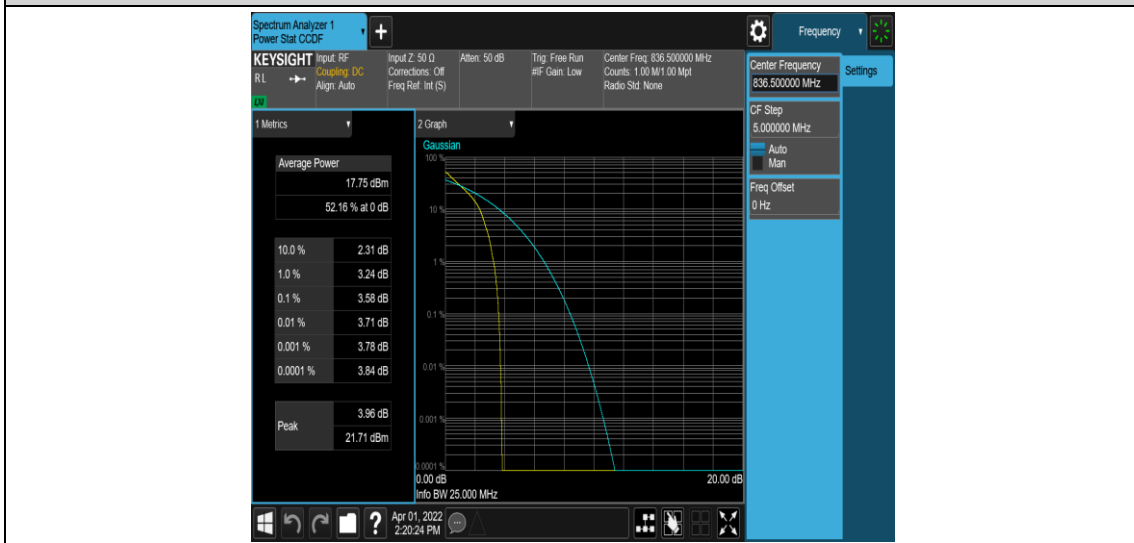 Spectrum Analyzer 1
Power Stat CCDF
Frequency
KEYSIGHT
RL
Input: RF
Coupling: DC
Align: Auto
Input Z: 50 Ω
Corrections: Off
Freq Ref: Int (S)
Atten: 50 dB
Trig: Free Run
#IF Gain: Low
Center Freq: 836.500000 MHz
Counts: 1.00 M/1.00 Mpt
Radio Std: None
Center Frequency
836.500000 MHz
Settings
CF Step
5.000000 MHz
Auto
Man
Freq Offset
0 Hz
1 Metrics
Average Power
17.75 dBm
52.16 % at 0 dB
10.0 % 2.31 dB
1.0 % 3.24 dB
0.1 % 3.58 dB
0.01 % 3.71 dB
0.001 % 3.78 dB
0.0001 % 3.84 dB
Peak
3.96 dB
21.71 dBm
2 Graph
Gaussian
100 %
10 %
1 %
0.1 %
0.01 %
0.001 %
0.0001 %
0.00 dB 20.00 dB
Info BW 25.000 MHz
?
Apr 01, 2022
2:20:24 PM